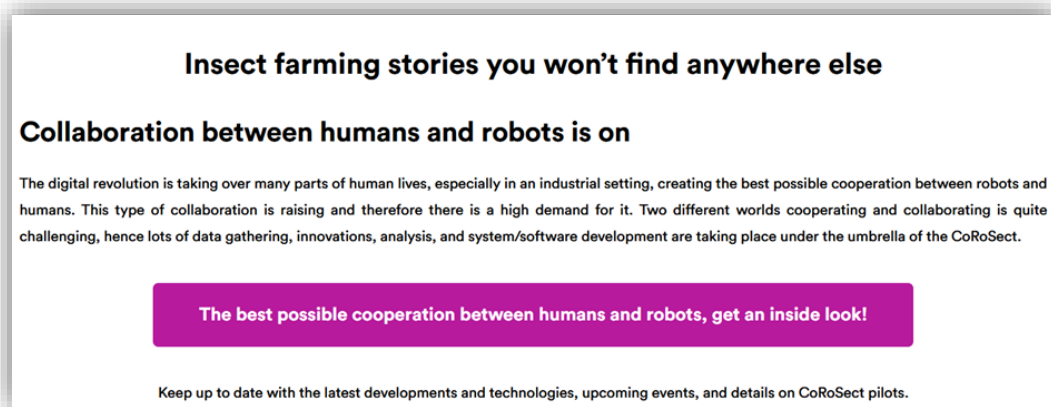 Insect farming stories you won't find anywhere else
Collaboration between humans and robots is on
The digital revolution is taking over many parts of human lives, especially in an industrial setting, creating the best possible cooperation between robots and
humans. This type of collaboration is raising and therefore there is a high demand for it. Two different worlds cooperating and collaborating is quite
challenging, hence lots of data gathering, innovations, analysis, and system/software development are taking place under the umbrella of the CoRoSect.
The best possible cooperation between humans and robots, get an inside look!
Keep up to date with the latest developments and technologies, upcoming events, and details on CoRoSect pilots.